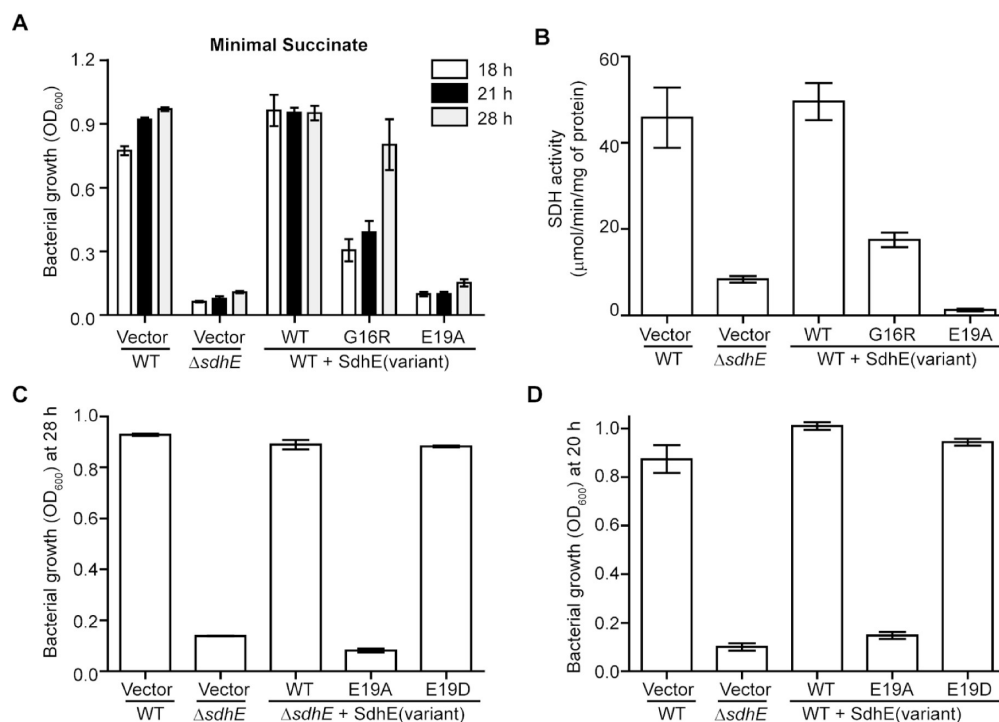 A
Minimal Succinate
Bacterial growth (OD600)
1.2
0.9
0.6
0.3
0.0
18 h
21 h
28 h
Vector Vector WT G16R E19A
WT ΔsdhE WT + SdhE(variant)
B
SDH activity
(μmol/min/mg of protein)
60
40
20
0
Vector Vector WT G16R E19A
WT ΔsdhE WT + SdhE(variant)
C
Bacterial growth (OD600) at 28 h
1.0
0.8
0.6
0.4
0.2
0.0
Vector Vector WT E19A E19D
WT ΔsdhE ΔsdhE + SdhE(variant)
D
Bacterial growth (OD600) at 20 h
1.0
0.8
0.6
0.4
0.2
0.0
Vector Vector WT E19A E19D
WT ΔsdhE WT + SdhE(variant)